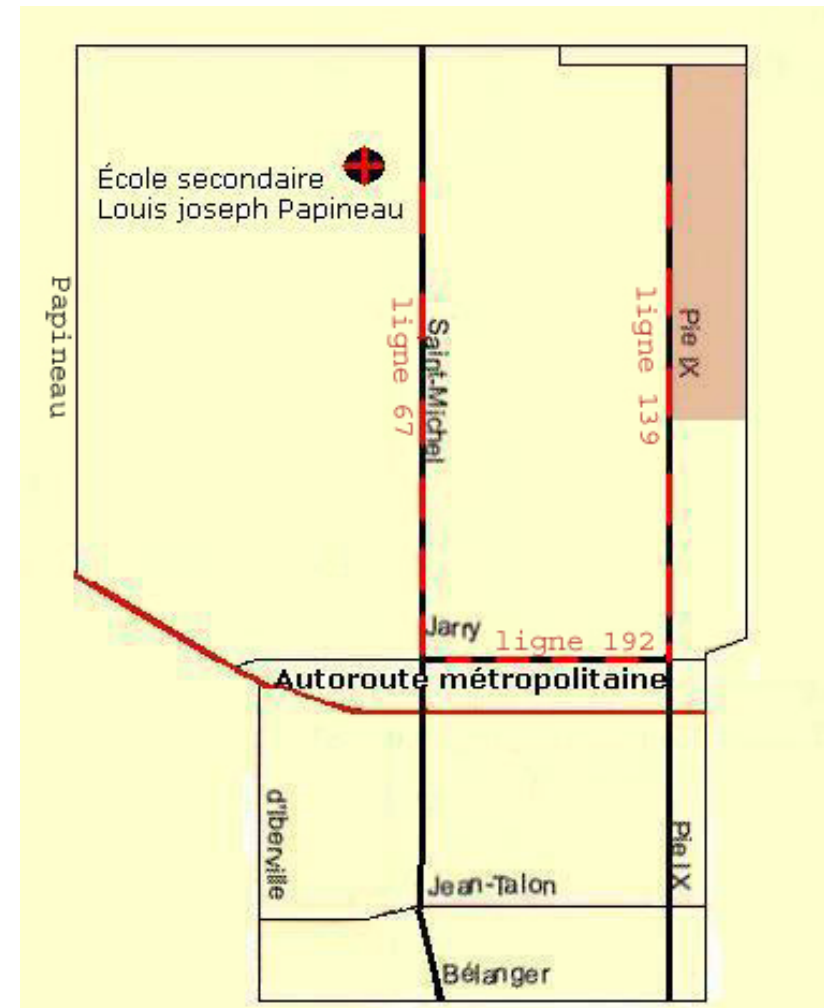 École secondaire
Louis joseph Papineau
Papineau
ligne 67
Saint-Michel
ligne 139
Pie IX
Jarry
ligne 192
Autoroute métropolitaine
d'Iberville
Pie IX
Jean-Talon
Bélanger